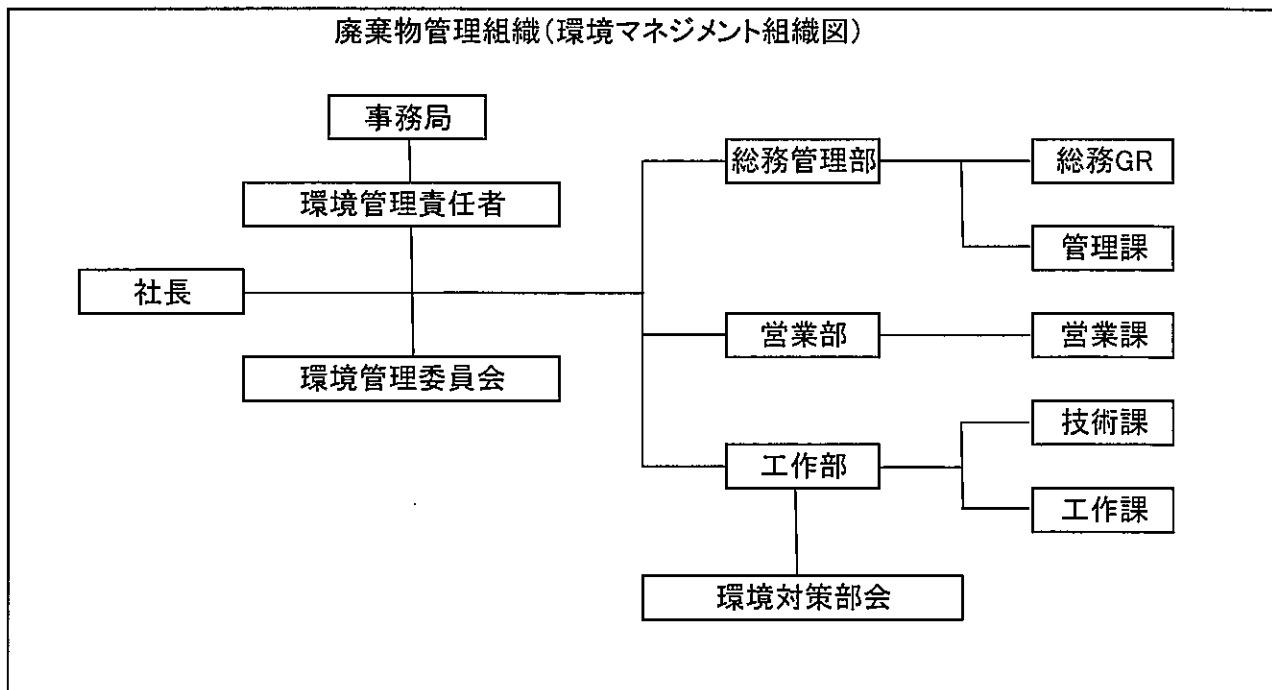 廃棄物管理組織(環境マネジメント組織図)
事務局
環境管理責任者
社長
環境管理委員会
総務管理部
総務GR
管理課
営業部
営業課
工作部
技術課
工作課
環境対策部会